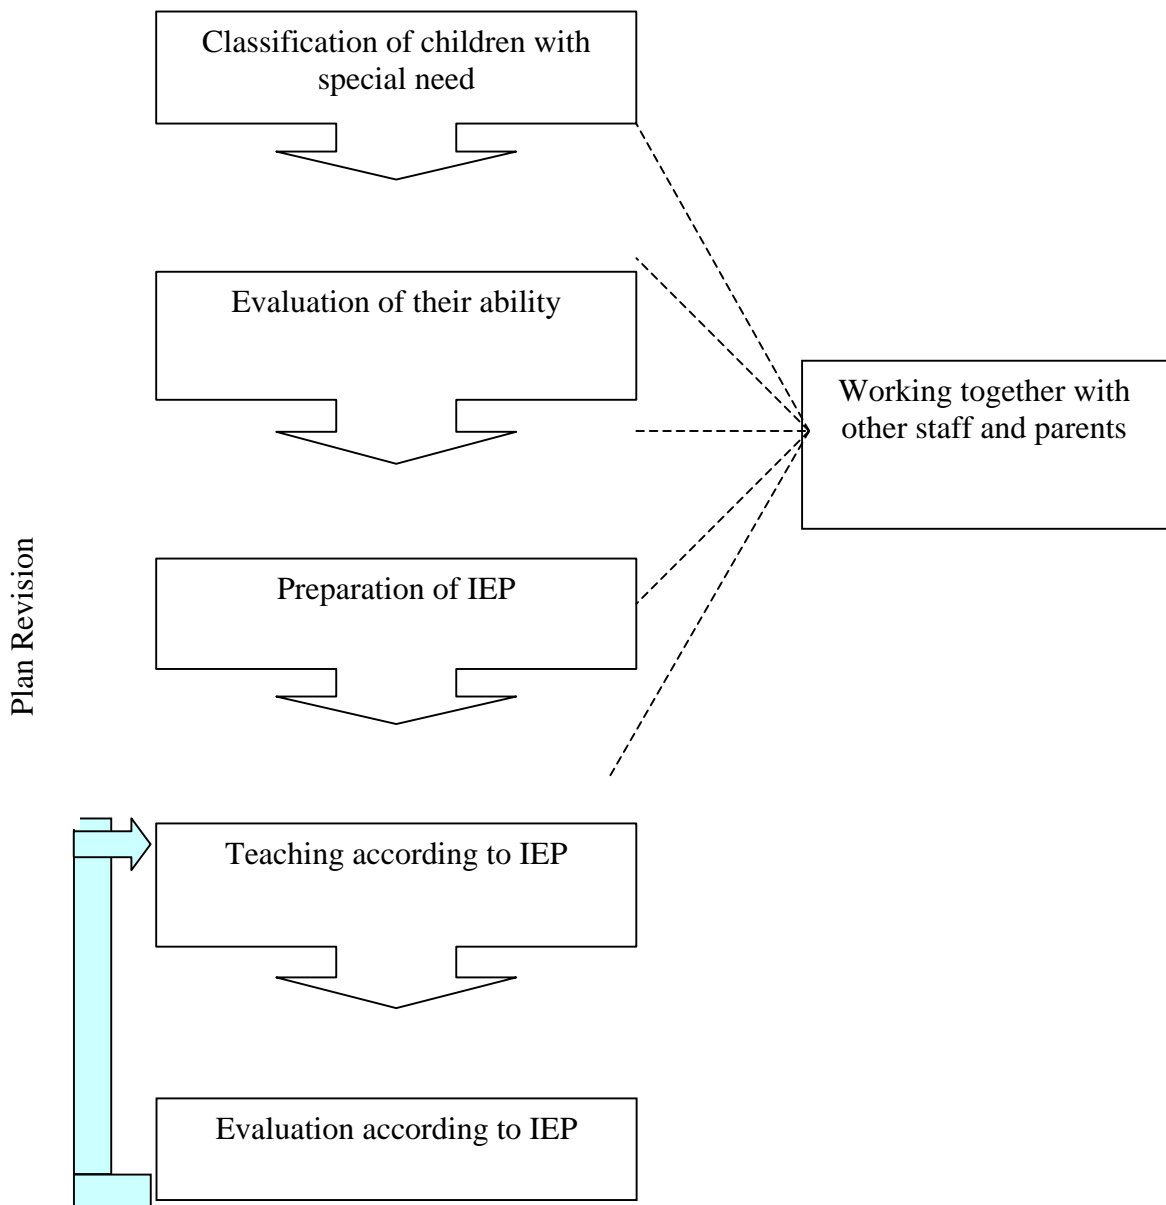 Classification of children with
special need
Evaluation of their ability
Working together with
other staff and parents
Preparation of IEP
Plan Revision
Teaching according to IEP
Evaluation according to IEP